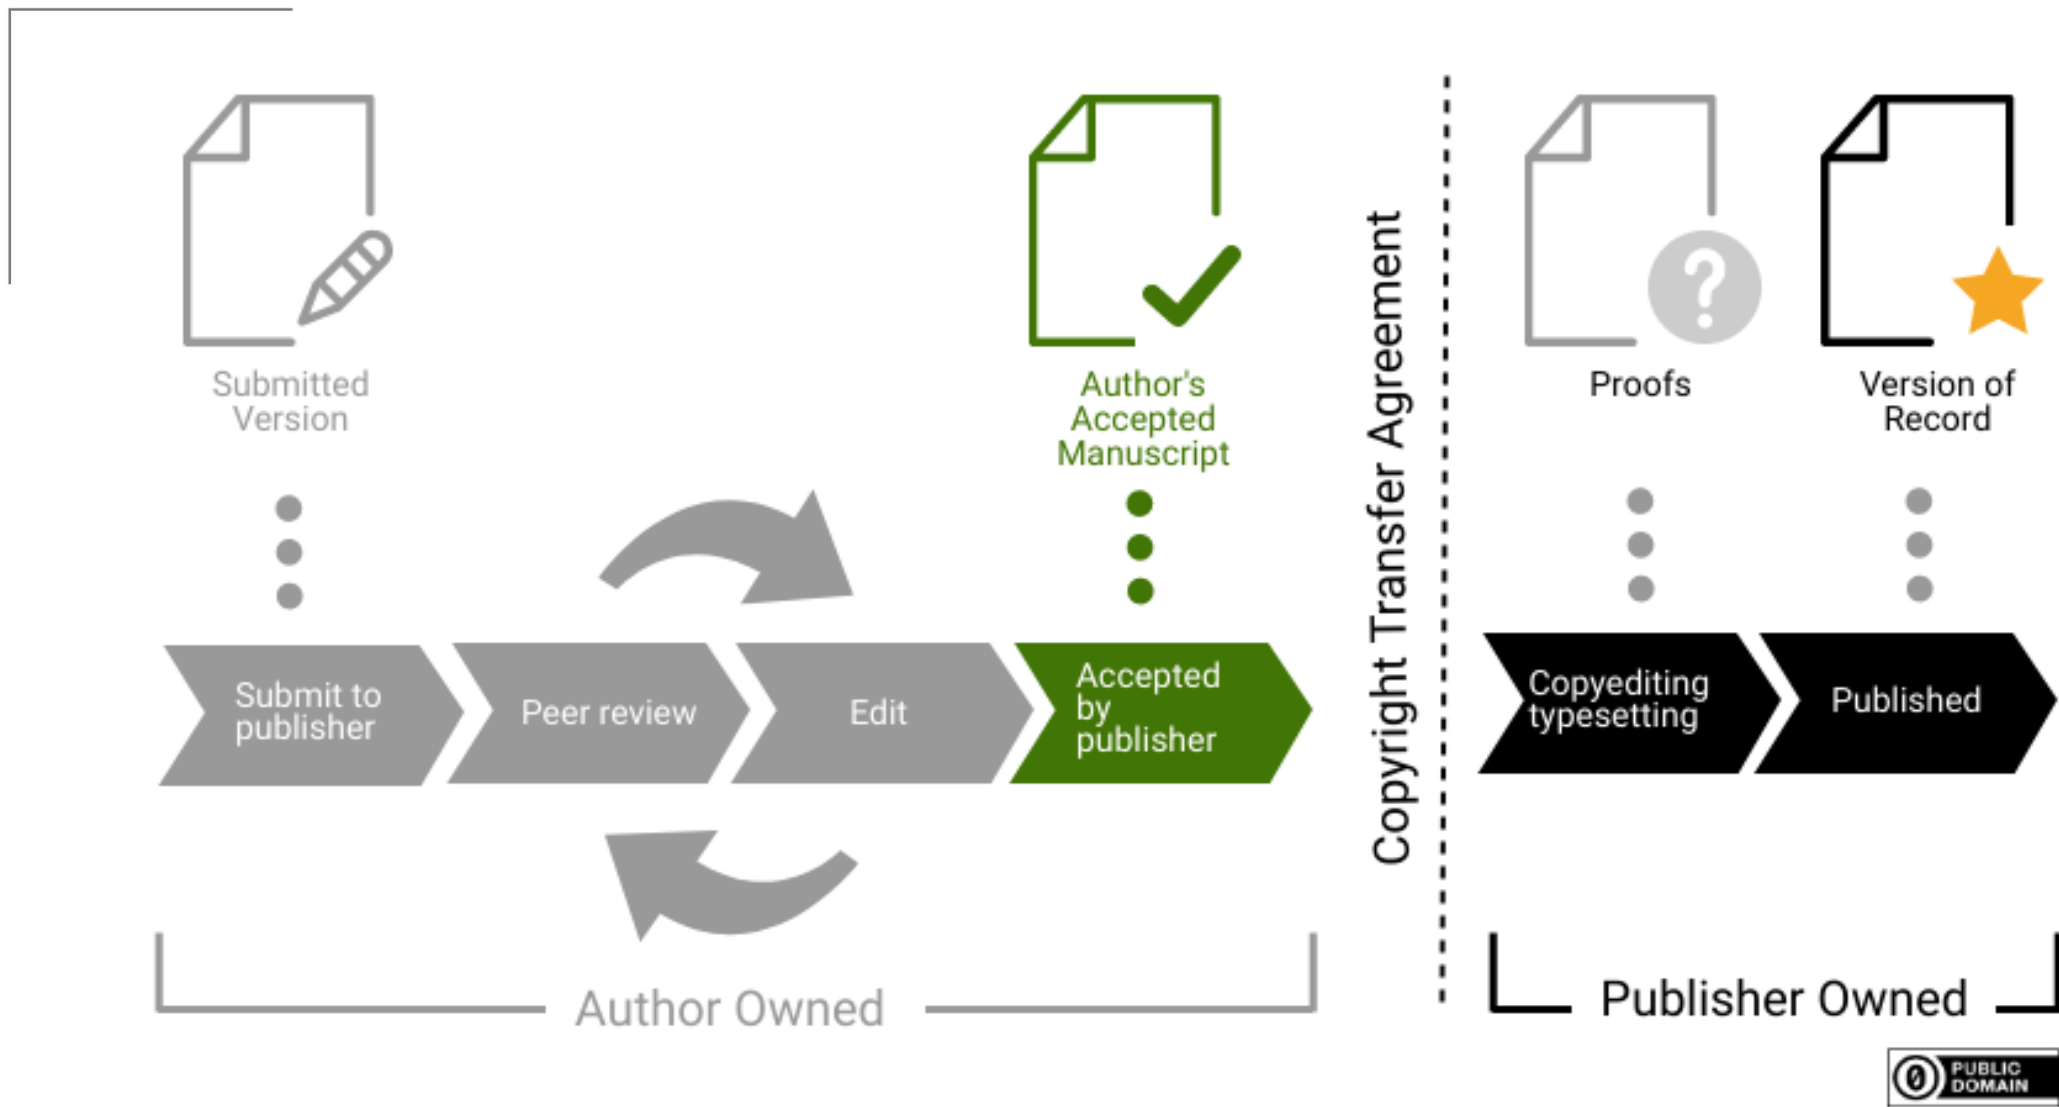 Submitted
Version
Author's
Accepted
Manuscript
Copyright Transfer Agreement
Proofs
Version of
Record
Submit to
publisher
Peer review
Edit
Accepted
by
publisher
Copyediting
typesetting
Published
Author Owned
Publisher Owned
0
PUBLIC
DOMAIN